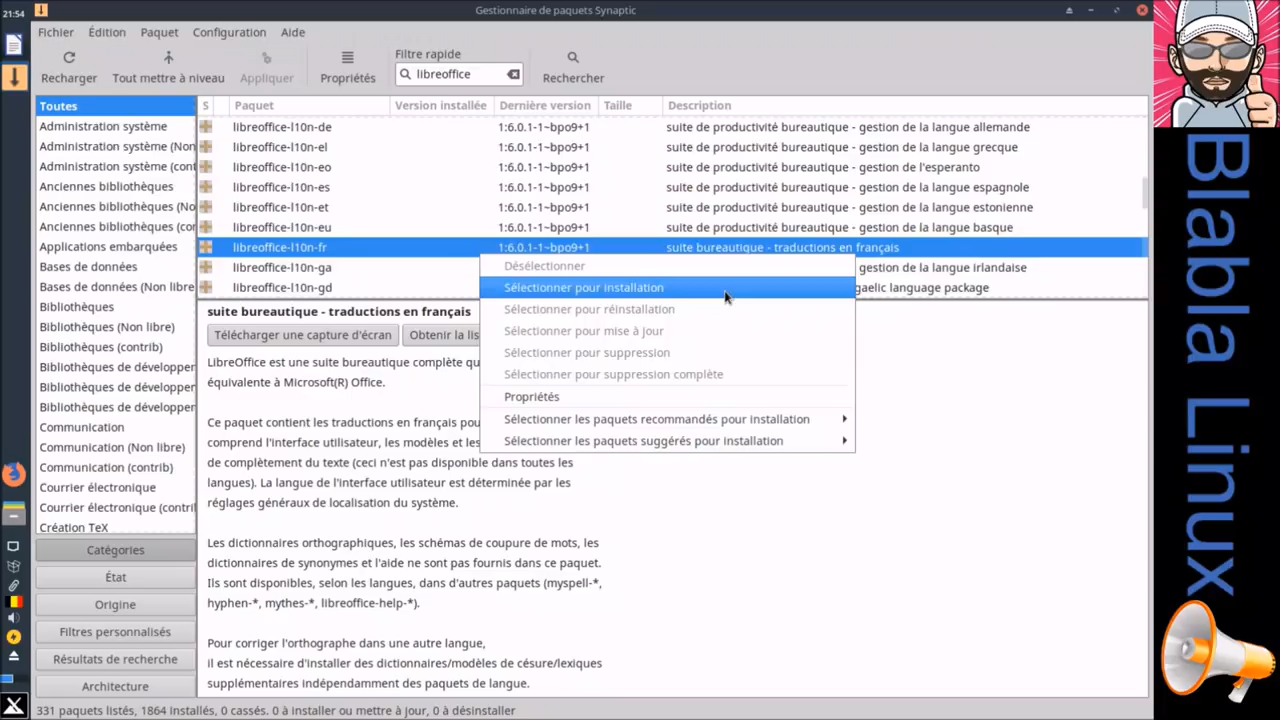 21:54
Gestionnaire de paquets Synaptic
Fichier Édition Paquet Configuration Aide
Recharger
Tout mettre à niveau
Appliquer
Propriétés
Filtre rapide
libreoffice
Rechercher
Toutes
Administration système
Administration système (Non
Administration système (cont
Anciennes bibliothèques
Anciennes bibliothèques (No
Anciennes bibliothèques (con
Applications embarquées
Bases de données
Bases de données (Non libre)
Bibliothèques
Bibliothèques (Non libre)
Bibliothèques (contrib)
Bibliothèques de développer
Bibliothèques de développer
Bibliothèques de développer
Communication
Communication (Non libre)
Communication (contrib)
Courrier électronique
Courrier électronique (contri
Création TeX
Catégories
État
Origine
Filtres personnalisés
Résultats de recherche
Architecture
S Paquet Version installée Dernière version Taille Description
libreoffice-l10n-de 1:6.0.1-1~bpo9+1 suite de productivité bureautique - gestion de la langue allemande
libreoffice-l10n-el 1:6.0.1-1~bpo9+1 suite de productivité bureautique - gestion de la langue grecque
libreoffice-l10n-eo 1:6.0.1-1~bpo9+1 suite de productivité bureautique - gestion de l'esperanto
libreoffice-l10n-es 1:6.0.1-1~bpo9+1 suite de productivité bureautique - gestion de la langue espagnole
libreoffice-l10n-et 1:6.0.1-1~bpo9+1 suite de productivité bureautique - gestion de la langue estonienne
libreoffice-l10n-eu 1:6.0.1-1~bpo9+1 suite de productivité bureautique - gestion de la langue basque
libreoffice-l10n-fr 1:6.0.1-1~bpo9+1 suite bureautique - traductions en français
libreoffice-l10n-ga gestion de la langue irlandaise
libreoffice-l10n-gd gaelic language package
Désélectionner
Sélectionner pour installation
Sélectionner pour réinstallation
Sélectionner pour mise à jour
Sélectionner pour suppression
Sélectionner pour suppression complète
Propriétés
Sélectionner les paquets recommandés pour installation
Sélectionner les paquets suggérés pour installation
suite bureautique - traductions en français
Télécharger une capture d'écran
Obtenir la lis
LibreOffice est une suite bureautique complète qu
équivalente à Microsoft(R) Office.
Ce paquet contient les traductions en français pou
comprend l'interface utilisateur, les modèles et les
de complètement du texte (ceci n'est pas disponible dans toutes les
langues). La langue de l'interface utilisateur est déterminée par les
réglages généraux de localisation du système.
Les dictionnaires orthographiques, les schémas de coupure de mots, les
dictionnaires de synonymes et l'aide ne sont pas fournis dans ce paquet.
Ils sont disponibles, selon les langues, dans d'autres paquets (myspell-*,
hyphen-*, mythes-*, libreoffice-help-*).
Pour corriger l'orthographe dans une autre langue,
il est nécessaire d'installer des dictionnaires/modèles de césure/lexiques
supplémentaires indépendamment des paquets de langue.
331 paquets listés, 1864 installés, 0 cassés. 0 à installer ou mettre à jour, 0 à désinstaller
Blabla Linux